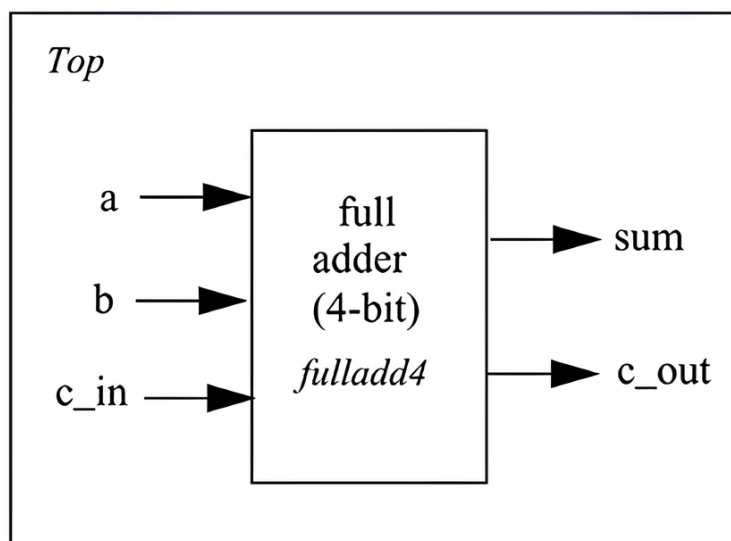 Top
a
b
c_in
full
adder
(4-bit)
fulladd4
sum
c_out